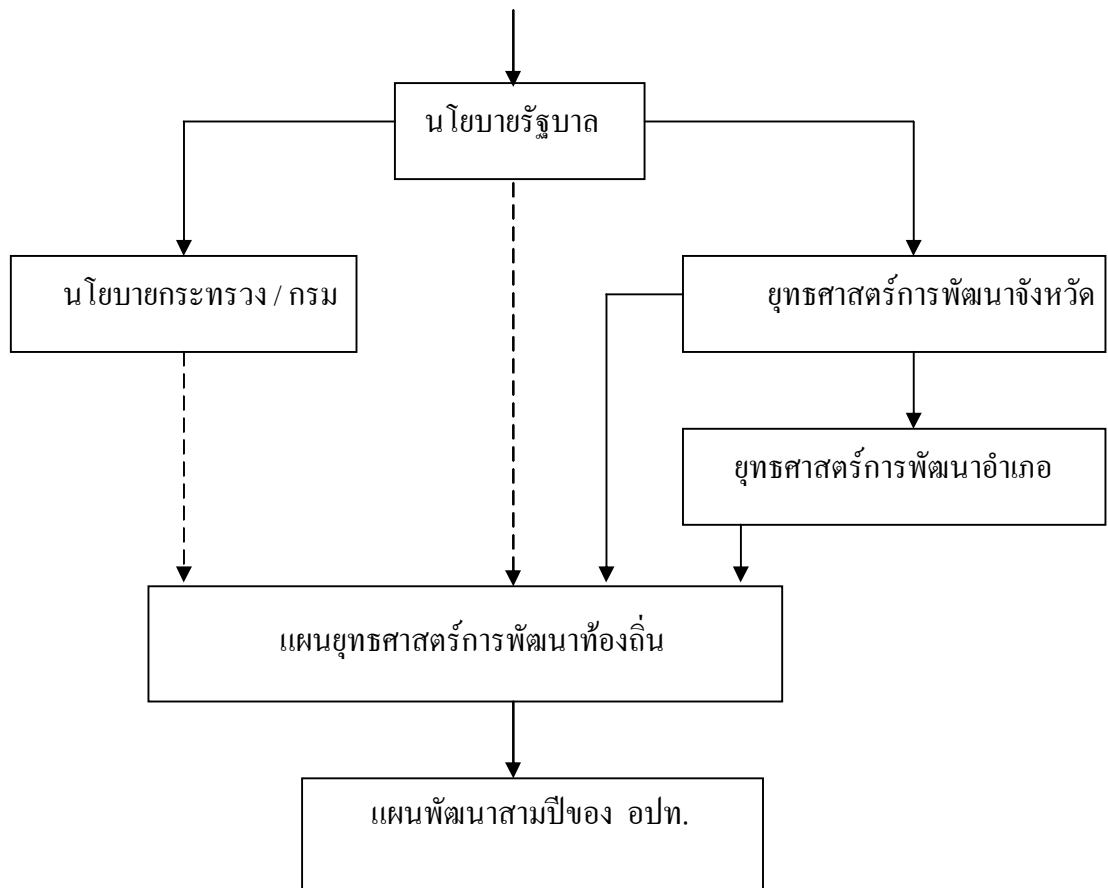 นโยบายรัฐบาล
นโยบายกระทรวง / กรม
ยุทธศาสตร์การพัฒนาจังหวัด
ยุทธศาสตร์การพัฒนาอำเภอ
แผนยุทธศาสตร์การพัฒนาท้องถิ่น
แผนพัฒนาสามปีของ อปท.